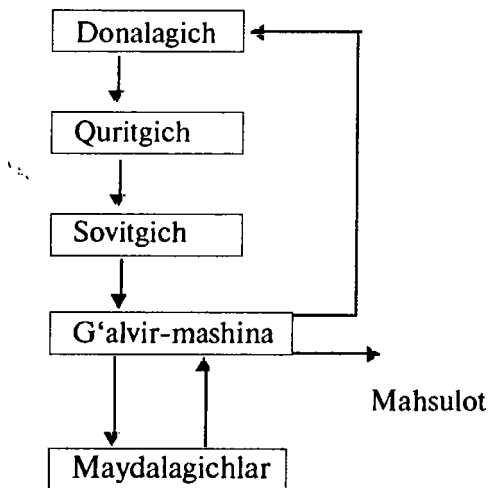 Donalagich
Quritgich
Sovitgich
G‘alvir-mashina
Mahsulot
Maydalagichlar